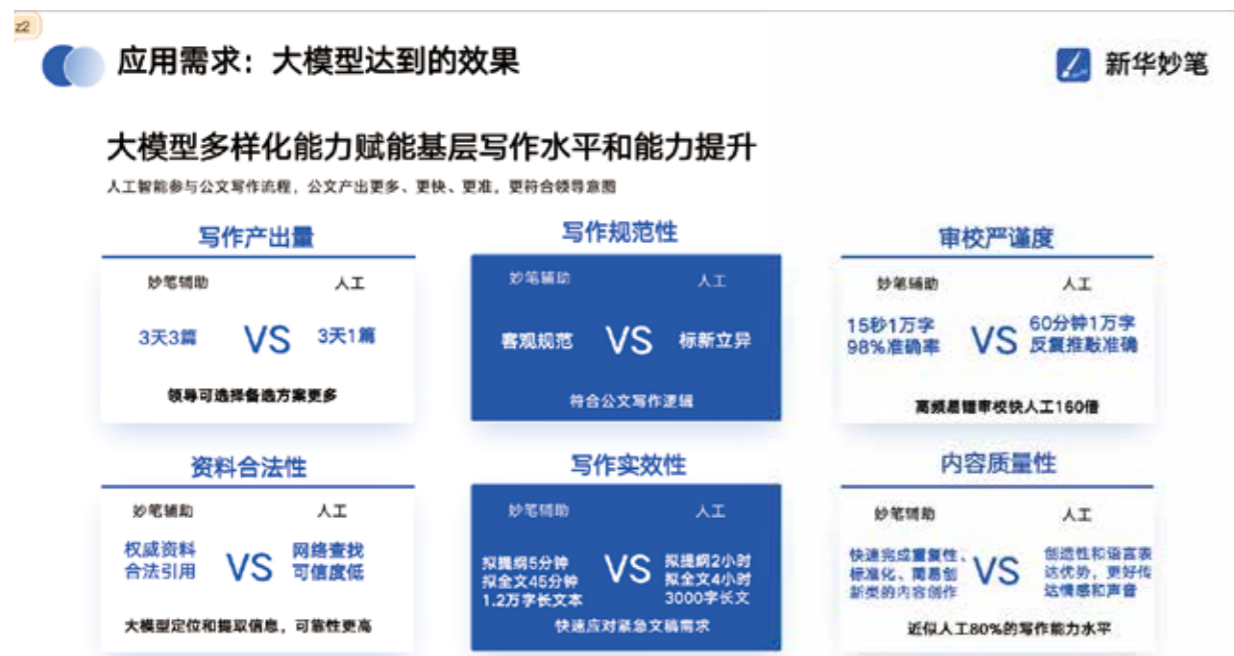 z2
应用需求：大模型达到的效果
新华妙笔
大模型多样化能力赋能基层写作水平和能力提升
人工智能参与公文写作流程，公文产出更多、更快、更准，更符合领导意图
写作产出量
妙笔辅助
人工
3天3篇
VS
3天1篇
领导可选择备选方案更多
写作规范性
妙笔辅助
人工
客观规范
VS
标新立异
符合公文写作逻辑
审校严谨度
妙笔辅助
人工
15秒1万字
98%准确率
VS
60分钟1万字
反复推敲准确
高频易错审校快人工160倍
资料合法性
妙笔辅助
人工
权威资料
合法引用
VS
网络查找
可信度低
大模型定位和提取信息，可靠性更高
写作实效性
妙笔辅助
人工
拟提纲5分钟
拟全文45分钟
1.2万字长文本
VS
拟提纲2小时
拟全文4小时
3000字长文
快速应对紧急文稿需求
内容质量性
妙笔辅助
人工
快速完成重复性、
标准化、简易创
新类的内容创作
VS
创造性和语言表
达优势，更好传
达情感和声音
近似人工80%的写作能力水平